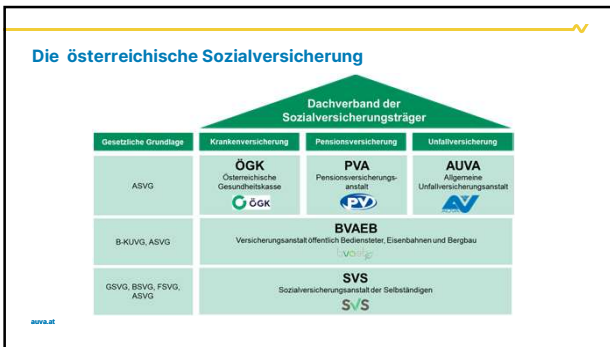 Die österreichische Sozialversicherung
Dachverband der
Sozialversicherungsträger
Gesetzliche Grundlage
Krankenversicherung
Pensionsversicherung
Unfallversicherung
ASVG
ÖGK
Österreichische
Gesundheitskasse
ÖGK
PVA
Pensionsversicherungs-
anstalt
PV
AUVA
Allgemeine
Unfallversicherungsanstalt
B-KUVG, ASVG
BVAEB
Versicherungsanstalt öffentlich Bediensteter, Eisenbahnen und Bergbau
bvaeb
GSVG, BSVG, FSVG,
ASVG
SVS
Sozialversicherungsanstalt der Selbständigen
SVS
auva.at